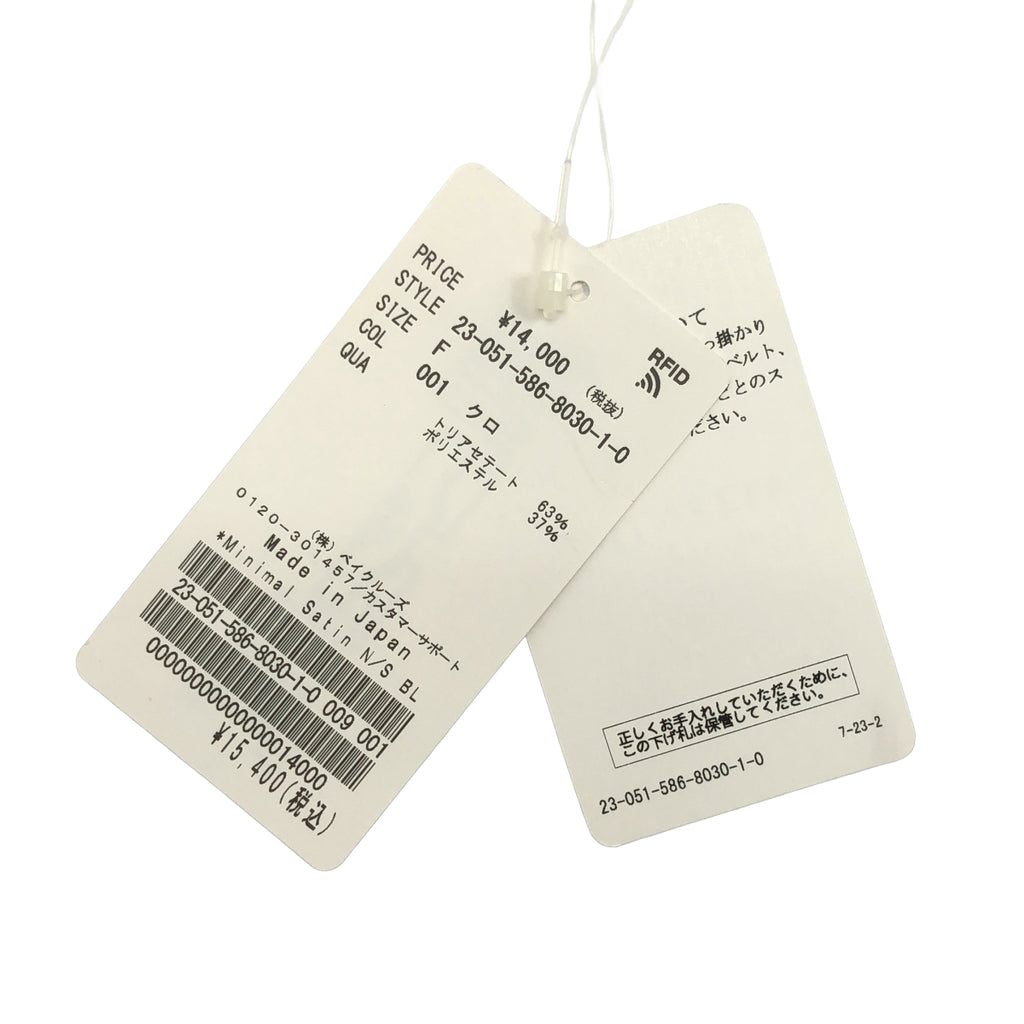 PRICE ¥14,000 (税抜)
STYLE 23-051-586-8030-1-0
SIZE F
COL 001 クロ
QUA
トリアセテート 63%
ポリエステル 37%
RFID
(株) ベイクルーズ
0120-301457/カスタマーサポート
Made in Japan
*Minimal Satin N/S BL
23-051-586-8030-1-0 009 001
0000000000000014000
¥15,400(税込)
て
掛かり
ベルト、
とのス
ださい。
正しくお手入れしていただくために、
この下げ札は保管してください。
7-23-2
23-051-586-8030-1-0